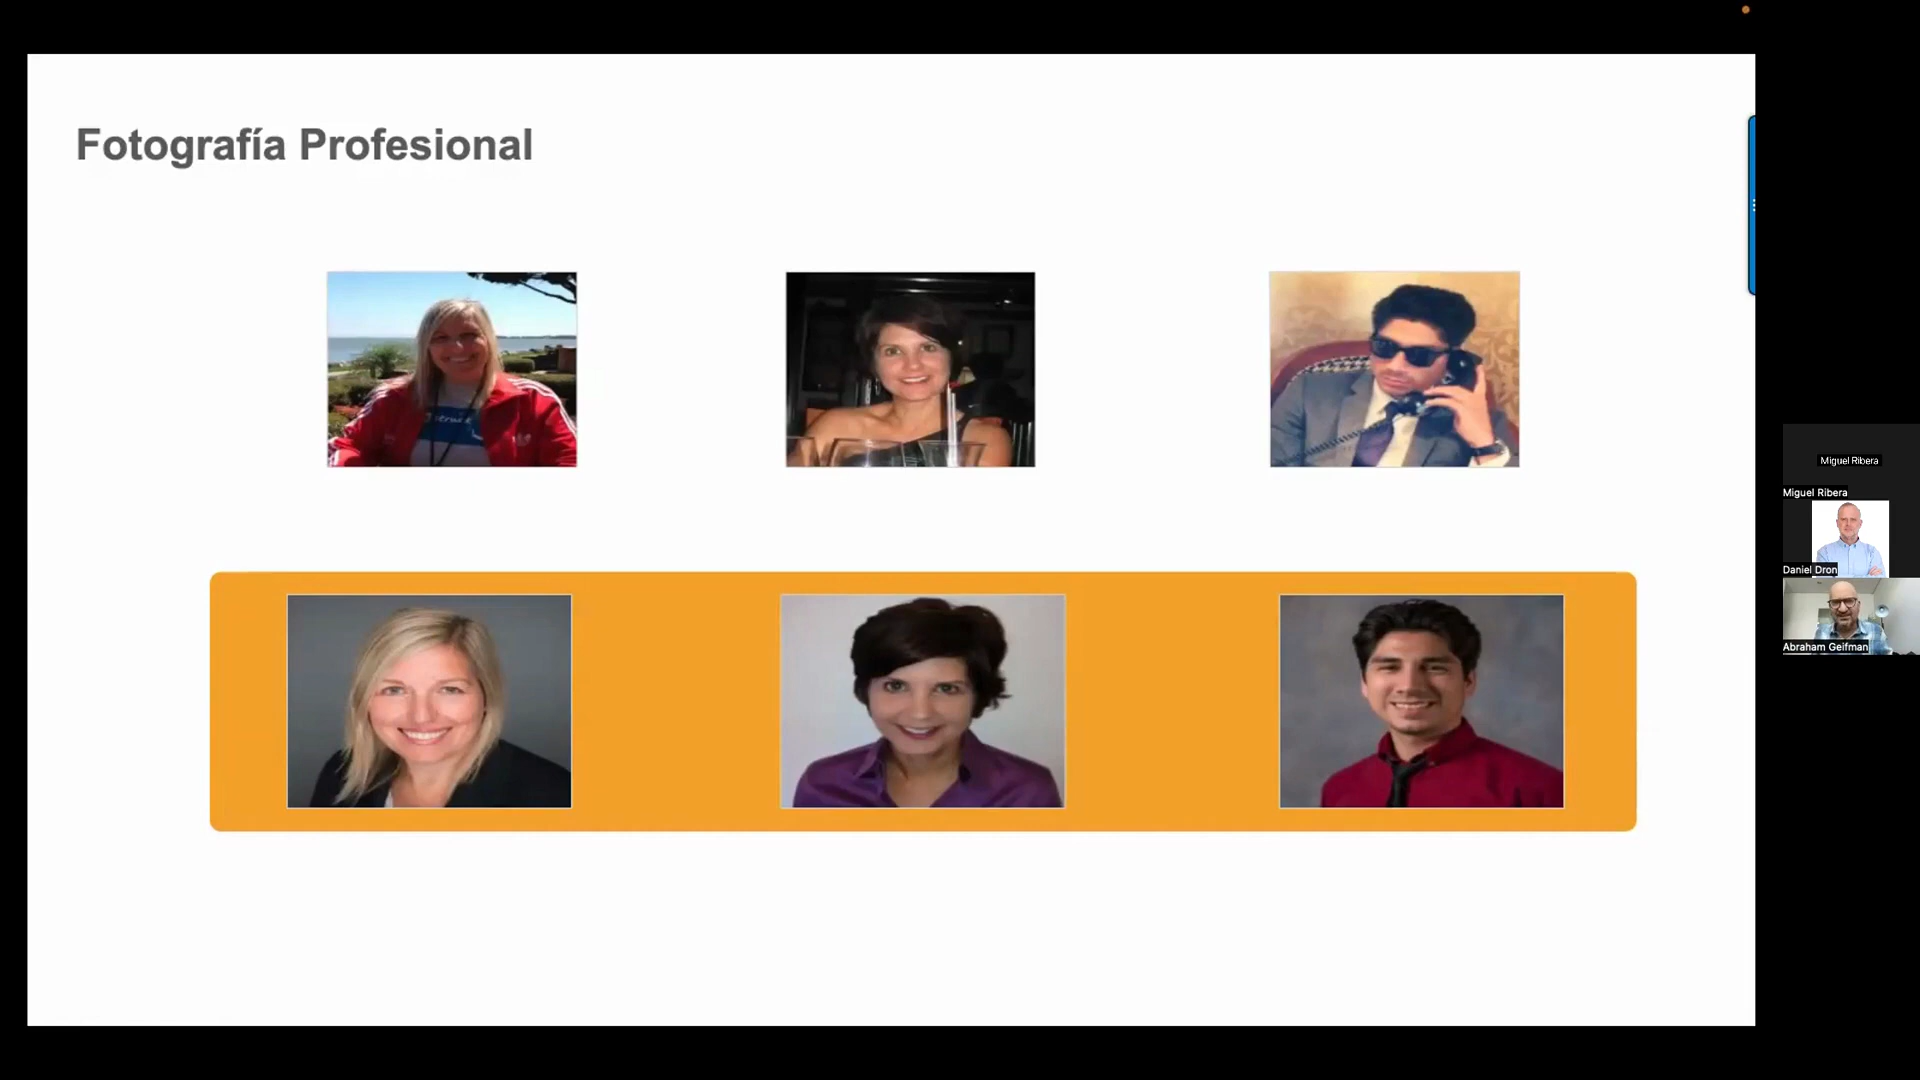 Fotografía Profesional
Miguel Ribera
Miguel Ribera
Daniel Dron
Abraham Geifman